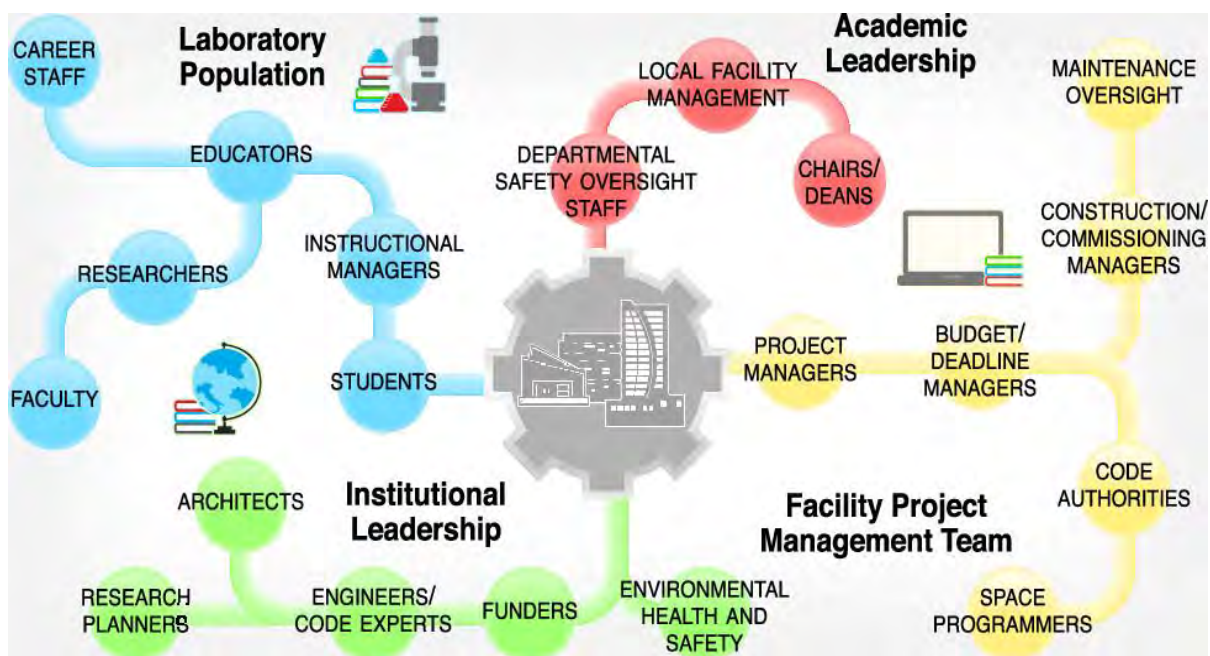 Laboratory
Population
CAREER
STAFF
EDUCATORS
RESEARCHERS
FACULTY
INSTRUCTIONAL
MANAGERS
STUDENTS
Academic
Leadership
LOCAL FACILITY
MANAGEMENT
DEPARTMENTAL
SAFETY OVERSIGHT
STAFF
CHAIRS/
DEANS
MAINTENANCE
OVERSIGHT
CONSTRUCTION/
COMMISSIONING
MANAGERS
PROJECT
MANAGERS
BUDGET/
DEADLINE
MANAGERS
CODE
AUTHORITIES
SPACE
PROGRAMMERS
Facility Project
Management Team
Institutional
Leadership
ARCHITECTS
RESEARCH
PLANNERS
ENGINEERS/
CODE EXPERTS
FUNDERS
ENVIRONMENTAL
HEALTH AND
SAFETY